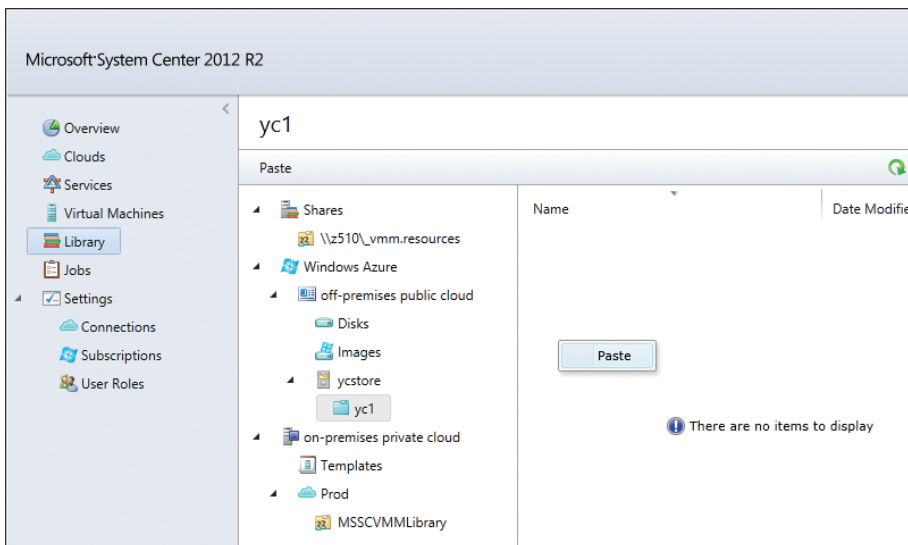 Microsoft System Center 2012 R2
Overview
Clouds
Services
Virtual Machines
Library
Jobs
Settings
Connections
Subscriptions
User Roles
yc1
Paste
Shares
\\z510\_vmm.resources
Windows Azure
off-premises public cloud
Disks
Images
ycstore
yc1
on-premises private cloud
Templates
Prod
MSSCVMMLibrary
Name
Date Modifie
Paste
There are no items to display